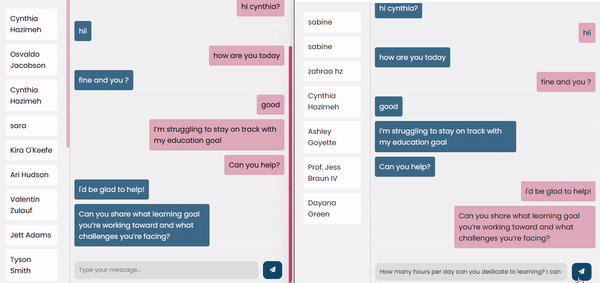 Cynthia
Hazimeh
Osvaldo
Jacobson
Cynthia
Hazimeh
sara
Kira O'Keefe
Ari Hudson
Valentin
Zulauf
Jett Adams
Tyson
Smith
hi cynthia?
hii
how are you today
fine and you ?
good
I'm struggling to stay on track with
my education goal
Can you help?
I'd be glad to help!
Can you share what learning goal
you're working toward and what
challenges you're facing?
Type your message...
sabine
sabine
zahraa hz
Cynthia
Hazimeh
Ashley
Goyette
Prof. Jess
Braun IV
Dayana
Green
hi cynthia?
hii
how are you today
fine and you ?
good
I'm struggling to stay on track with
my education goal
Can you help?
I'd be glad to help!
Can you share what learning goal
you're working toward and what
challenges you're facing?
How many hours per day can you dedicate to learning? I can